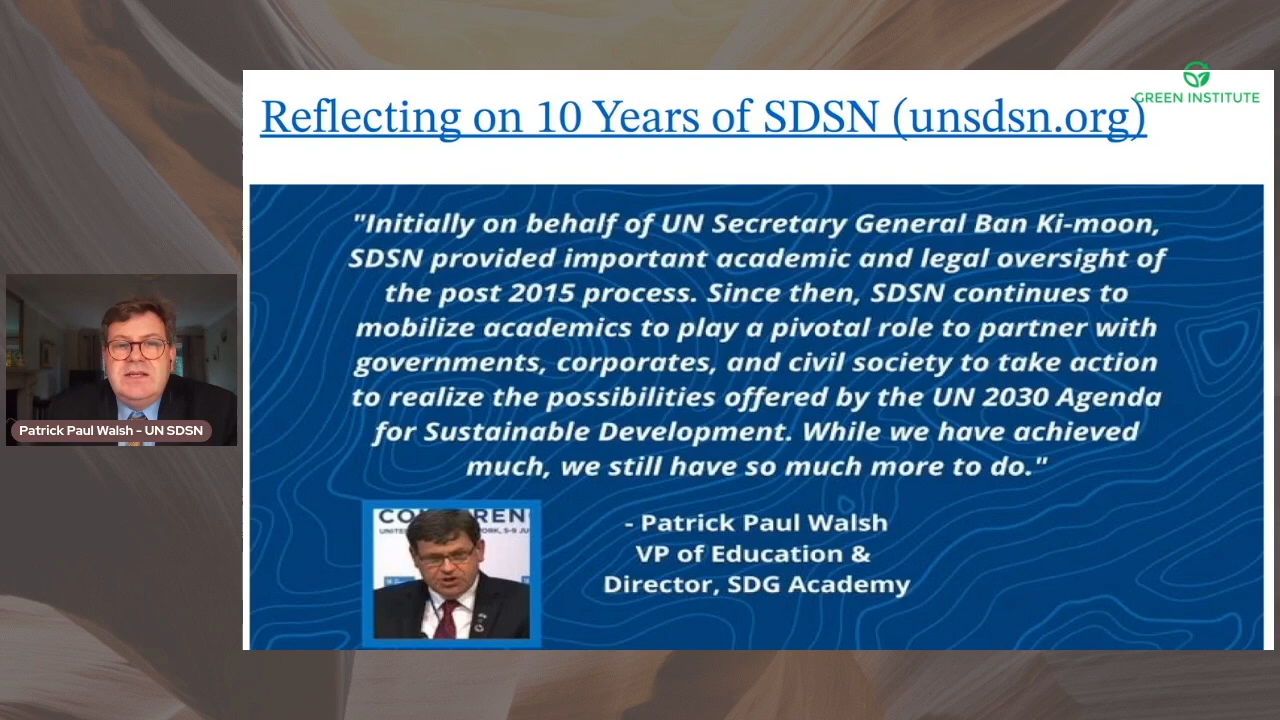 GREEN INSTITUTE
Reflecting on 10 Years of SDSN (unsdsn.org)
"Initially on behalf of UN Secretary General Ban Ki-moon,
SDSN provided important academic and legal oversight of
the post 2015 process. Since then, SDSN continues to
mobilize academics to play a pivotal role to partner with
governments, corporates, and civil society to take action
to realize the possibilities offered by the UN 2030 Agenda
for Sustainable Development. While we have achieved
much, we still have so much more to do."
- Patrick Paul Walsh
VP of Education &
Director, SDG Academy
Patrick Paul Walsh - UN SDSN